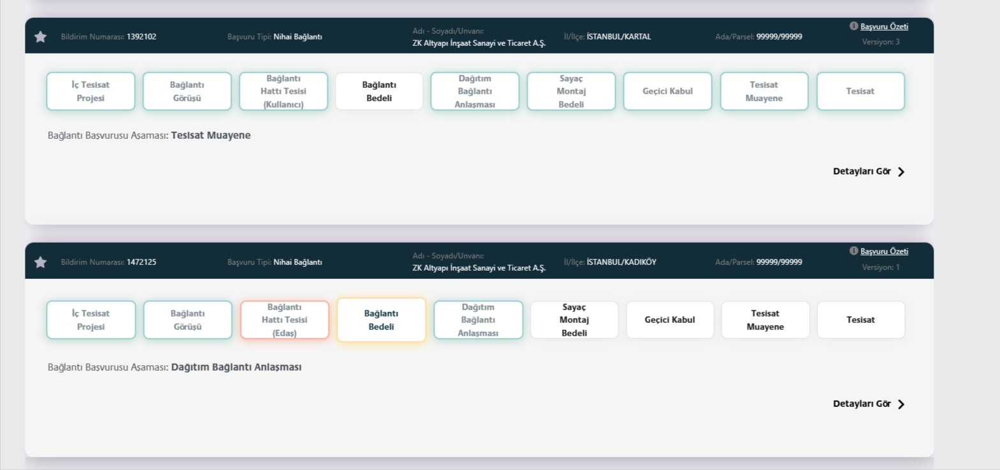 Bildirim Numarası: 1392102 Başvuru Tipi: Nihai Bağlantı Adı - Soyadı/Unvanı: ZK Altyapı İnşaat Sanayi ve Ticaret A.Ş. İl/İlçe: İSTANBUL/KARTAL Ada/Parsel: 99999/99999 Başvuru Özeti
Versiyon: 3
İç Tesisat
Projesi
Bağlantı
Görüşü
Bağlantı
Hattı Tesisi
(Kullanıcı)
Bağlantı
Bedeli
Dağıtım
Bağlantı
Anlaşması
Sayaç
Montaj
Bedeli
Geçici Kabul
Tesisat
Muayene
Tesisat
Bağlantı Başvurusu Aşaması: Tesisat Muayene
Detayları Gör
Bildirim Numarası: 1472125 Başvuru Tipi: Nihai Bağlantı Adı - Soyadı/Unvanı: ZK Altyapı İnşaat Sanayi ve Ticaret A.Ş. İl/İlçe: İSTANBUL/KADIKÖY Ada/Parsel: 99999/99999 Başvuru Özeti
Versiyon: 1
İç Tesisat
Projesi
Bağlantı
Görüşü
Bağlantı
Hattı Tesisi
(Edaş)
Bağlantı
Bedeli
Dağıtım
Bağlantı
Anlaşması
Sayaç
Montaj
Bedeli
Geçici Kabul
Tesisat
Muayene
Tesisat
Bağlantı Başvurusu Aşaması: Dağıtım Bağlantı Anlaşması
Detayları Gör